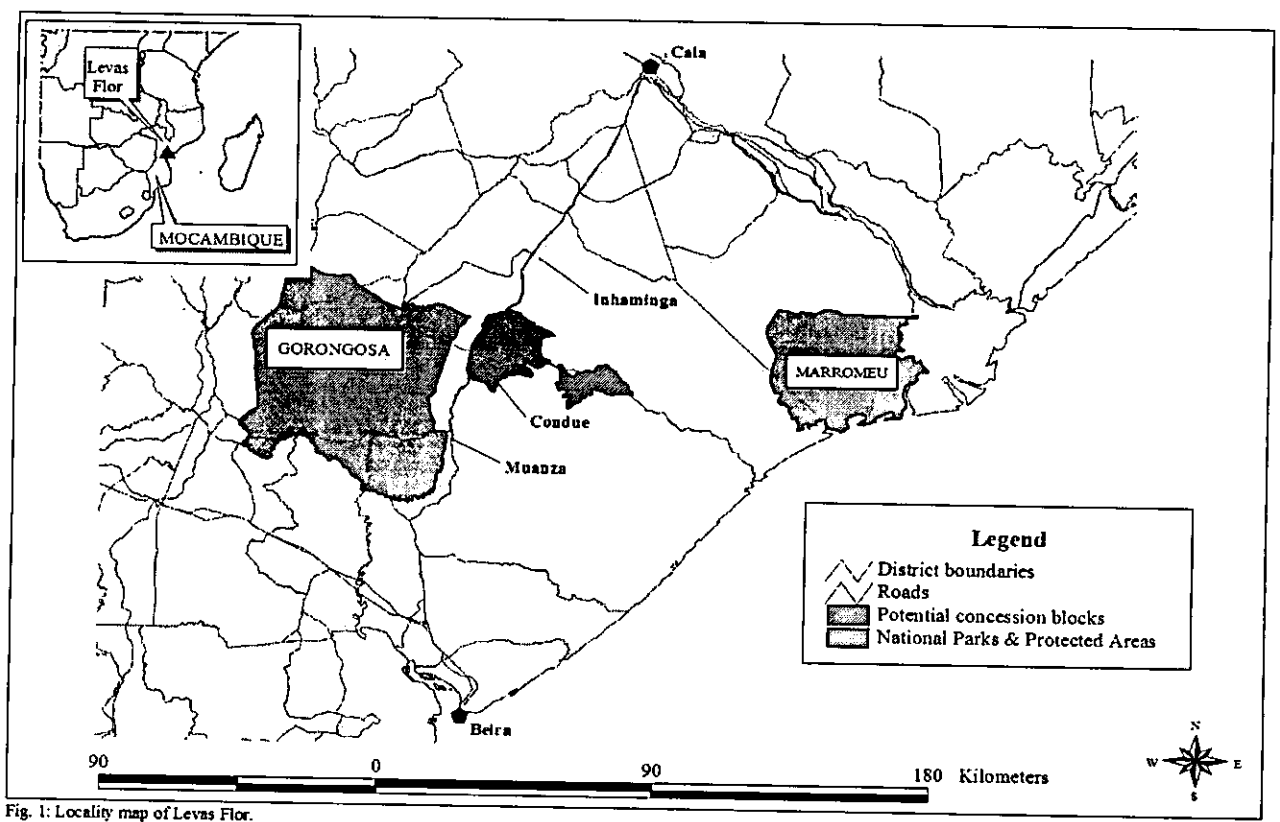 Levas
Flor
MOCAMBIQUE
Caia
Inhaminga
GORONGOSA
MARROMEU
Condue
Muanza
Legend
District boundaries
Roads
Potential concession blocks
National Parks & Protected Areas
Beira
N
W E
S
90 0 90 180 Kilometers
Fig. 1: Locality map of Levas Flor.